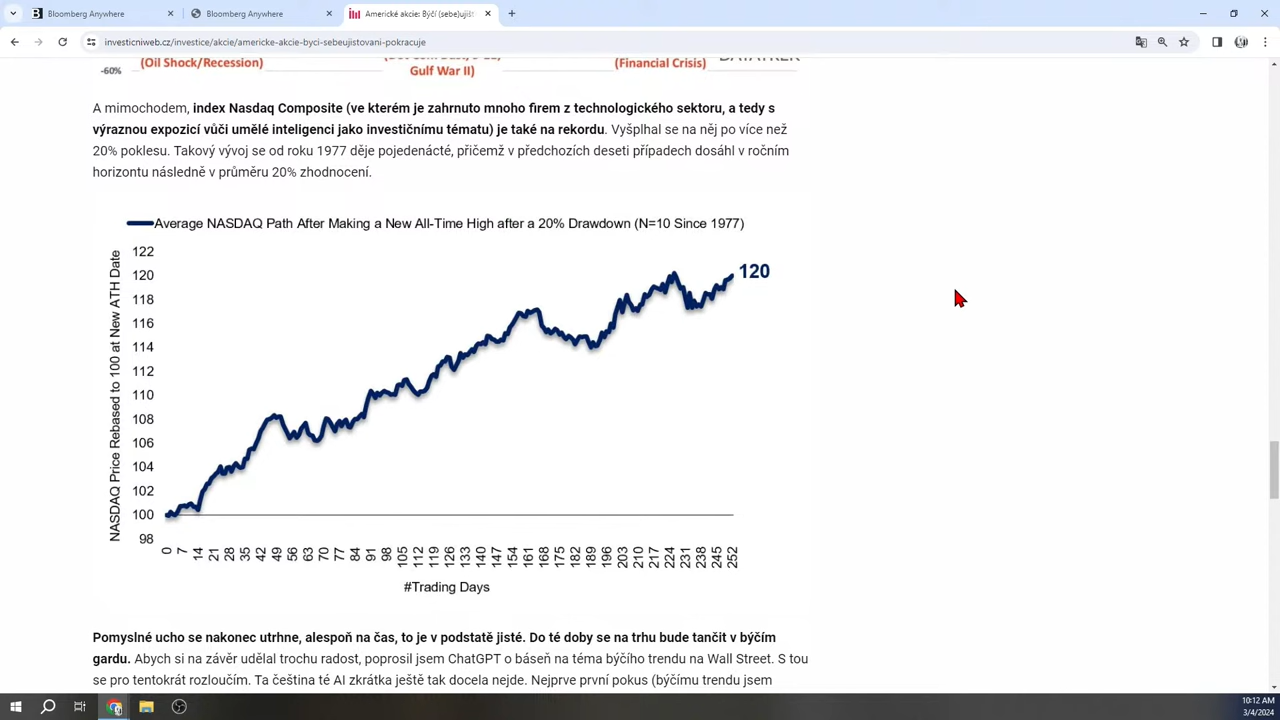 Bloomberg Anywhere
Bloomberg Anywhere
Americké akcie: Býčí (sebe)ujišť
investicniweb.cz/investice/akcie/americke-akcie-byci-sebeujistovani-pokracuje
-60%
(Oil Shock/Recession)
Gulf War II)
(Financial Crisis)
A mimochodem, index Nasdaq Composite (ve kterém je zahrnuto mnoho firem z technologického sektoru, a tedy s
výraznou expozicí vůči umělé inteligenci jako investičnímu tématu) je také na rekordu. Vyšplhal se na něj po více než
20% poklesu. Takový vývoj se od roku 1977 děje pojedenácté, přičemž v předchozích deseti případech dosáhl v ročním
horizontu následně v průměru 20% zhodnocení.
Average NASDAQ Path After Making a New All-Time High after a 20% Drawdown (N=10 Since 1977)
NASDAQ Price Rebased to 100 at New ATH Date
122
120
118
116
114
112
110
108
106
104
102
100
98
120
0 7 14 21 28 35 42 49 56 63 70 77 84 91 98 105 112 119 126 133 140 147 154 161 168 175 182 189 196 203 210 217 224 231 238 245 252
#Trading Days
Pomyslné ucho se nakonec utrhne, alespoň na čas, to je v podstatě jisté. Do té doby se na trhu bude tančit v býčím
gardu. Abych si na závěr udělal trochu radost, poprosil jsem ChatGPT o báseň na téma býčího trendu na Wall Street. S tou
se pro tentokrát rozloučím. Ta čeština té AI zkrátka ještě tak docela nejde. Nejprve první pokus (býčímu trendu jsem
10:12 AM
3/4/2024